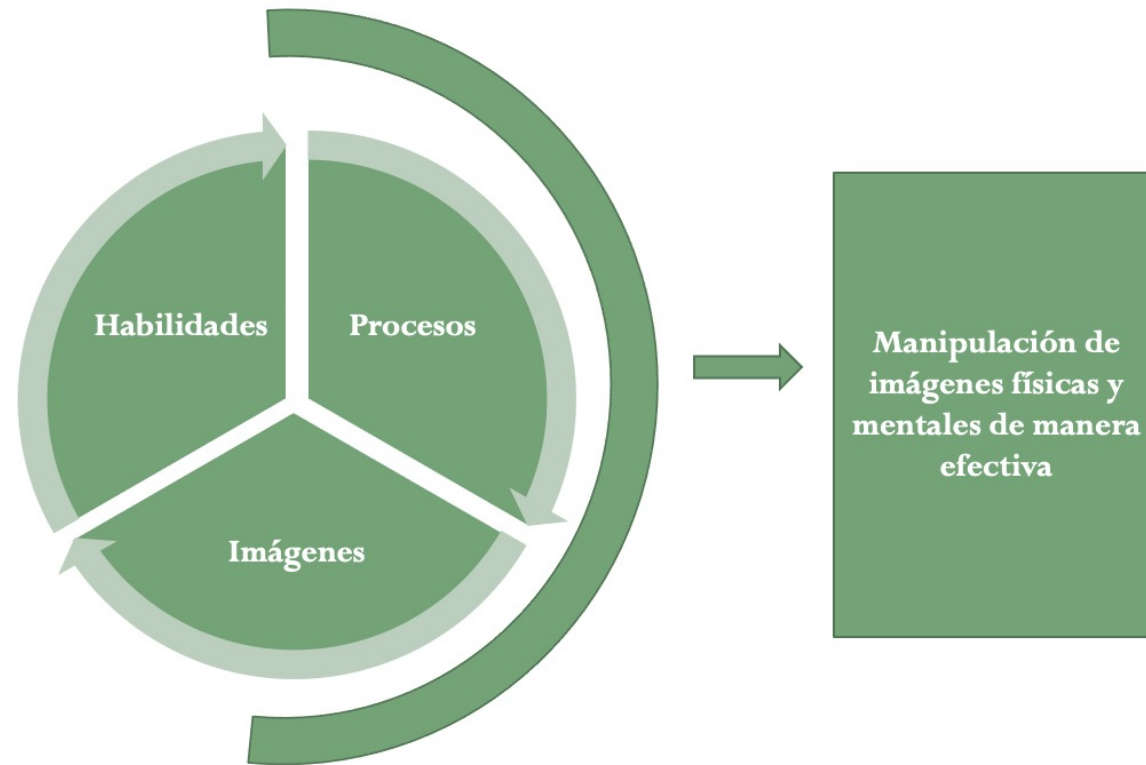 Habilidades
Procesos
Imágenes
Manipulación de
imágenes físicas y
mentales de manera
efectiva